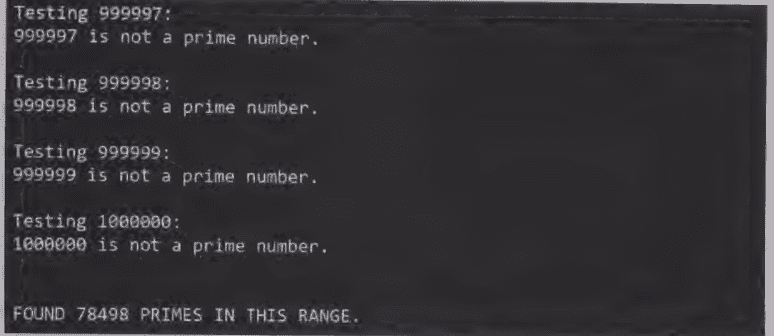 Testing 999997:
999997 is not a prime number.
Testing 999998:
999998 is not a prime number.
Testing 999999:
999999 is not a prime number.
Testing 1000000:
1000000 is not a prime number.
FOUND 78498 PRIMES IN THIS RANGE.